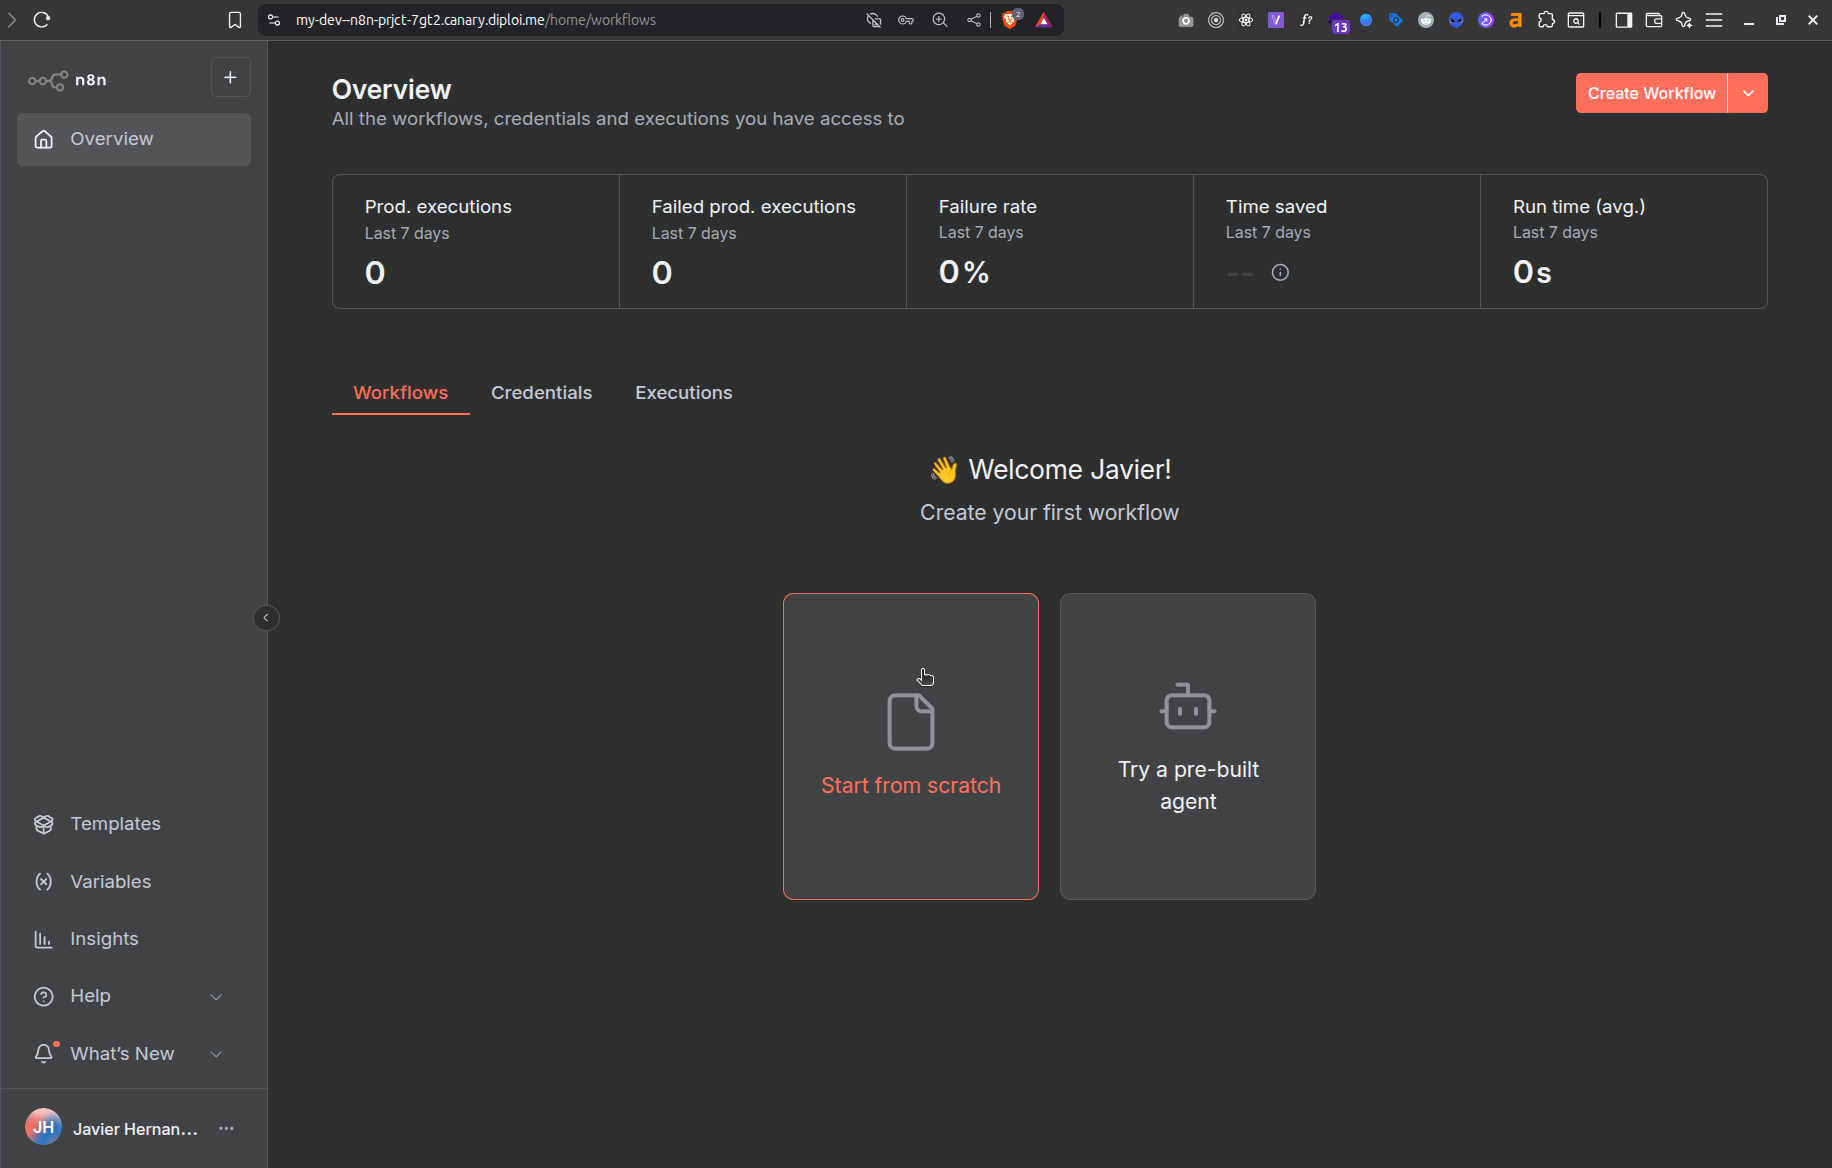 my-dev--n8n-prjct-7gt2.canary.diploi.me/home/workflows
2
13
n8n
+
Overview
Overview
All the workflows, credentials and executions you have access to
Create Workflow
Prod. executions
Last 7 days
0
Failed prod. executions
Last 7 days
0
Failure rate
Last 7 days
0%
Time saved
Last 7 days
--
Run time (avg.)
Last 7 days
0s
Workflows
Credentials
Executions
👋 Welcome Javier!
Create your first workflow
Start from scratch
Try a pre-built
agent
Templates
Variables
Insights
Help
What's New
JH
Javier Hernan...